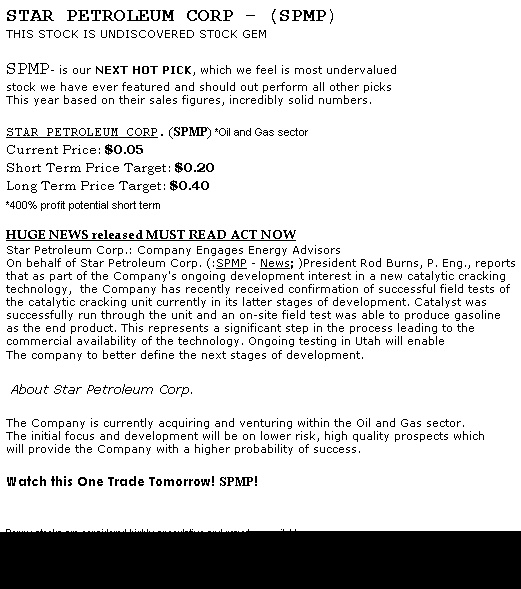 STAR PETROLEUM CORP - (SPMP)
THIS STOCK IS UNDISCOVERED ST0CK GEM
SPMP- is our NEXT HOT PICK, which we feel is most undervalued
stock we have ever featured and should out perform all other picks
This year based on their sales figures, incredibly solid numbers.
STAR PETROLEUM CORP. (SPMP) *Oil and Gas sector
Current Price: $0.05
Short Term Price Target: $0.20
Long Term Price Target: $0.40
*400% profit potential short term
HUGE NEWS released MUST READ ACT NOW
Star Petroleum Corp.: Company Engages Energy Advisors
On behalf of Star Petroleum Corp. (:SPMP - News; )President Rod Burns, P. Eng., reports
that as part of the Company's ongoing development interest in a new catalytic cracking
technology, the Company has recently received confirmation of successful field tests of
the catalytic cracking unit currently in its latter stages of development. Catalyst was
successfully run through the unit and an on-site field test was able to produce gasoline
as the end product. This represents a significant step in the process leading to the
commercial availability of the technology. Ongoing testing in Utah will enable
The company to better define the next stages of development.
About Star Petroleum Corp.
The Company is currently acquiring and venturing within the Oil and Gas sector.
The initial focus and development will be on lower risk, high quality prospects which
will provide the Company with a higher probability of success.
Watch this One Trade Tomorrow! SPMP!